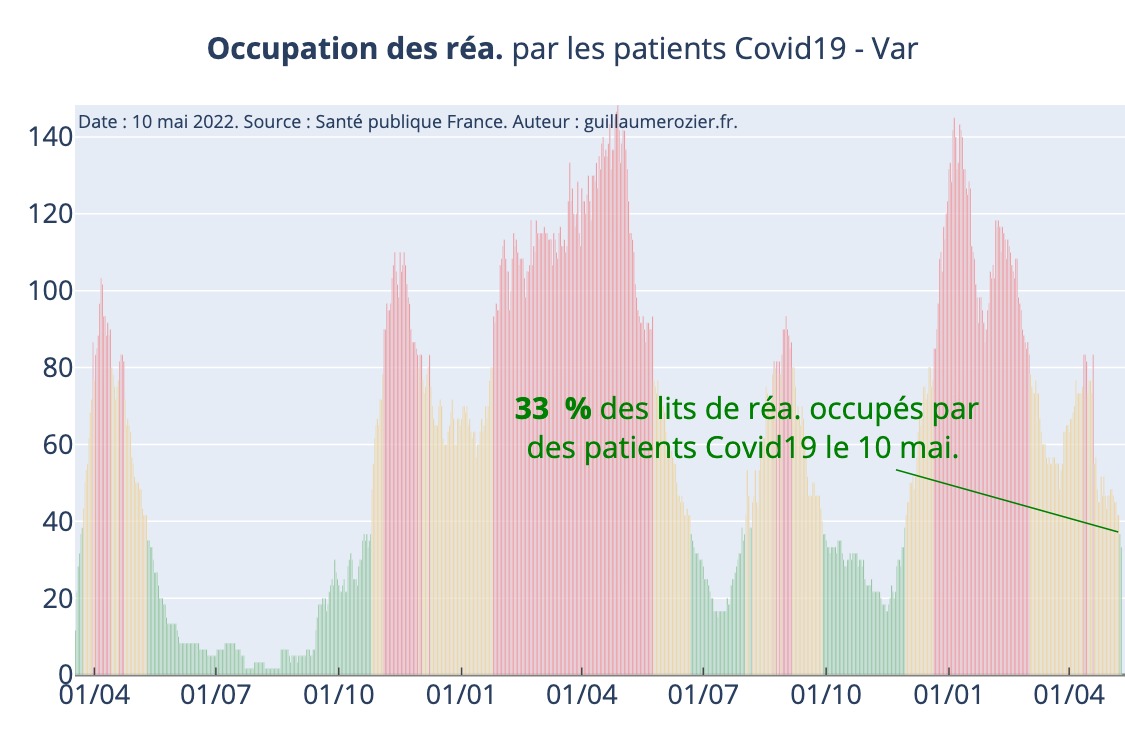 Occupation des réa. par les patients Covid19 - Var
Date : 10 mai 2022. Source : Santé publique France. Auteur : guillaumerozier.fr.
140
120
100
80
60
40
20
0
33 % des lits de réa. occupés par
des patients Covid19 le 10 mai.
01/04 01/07 01/10 01/01 01/04 01/07 01/10 01/01 01/04